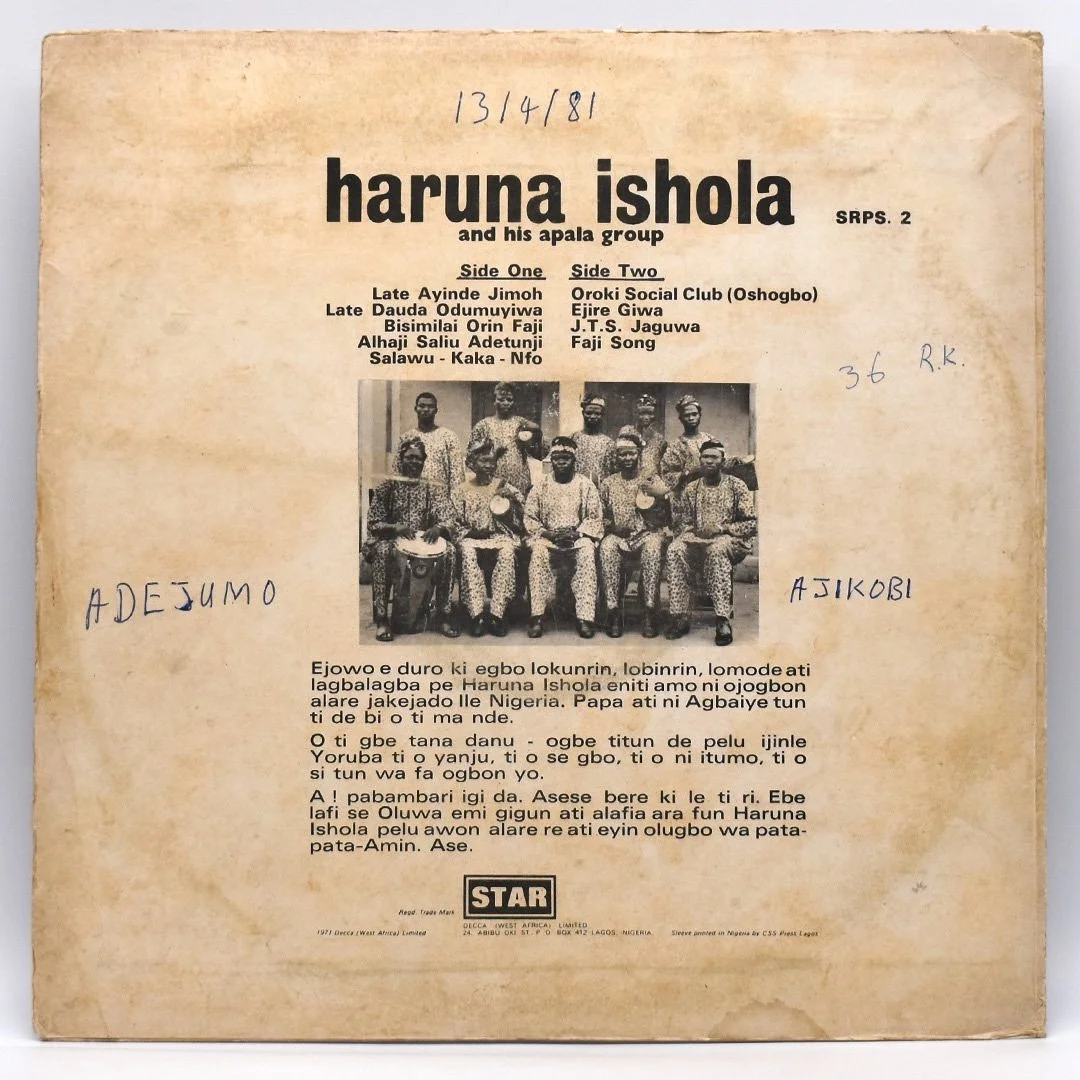 13/4/81
haruna ishola
SRPS. 2
and his apala group
Side One
Late Ayinde Jimoh
Late Dauda Odumuyiwa
Bisimilai Orin Faji
Alhaji Saliu Adetunji
Salawu - Kaka - Nfo
Side Two
Oroki Social Club (Oshogbo)
Ejire Giwa
J.T.S. Jaguwa
Faji Song
36 R.K.
ADEJUMO
AJIKOBI
Ejowo e duro ki egbo lokunrin, lobinrin, lomode ati
lagbalagba pe Haruna Ishola eniti amo ni ojogbon
alare jakejado Ile Nigeria. Papa ati ni Agbaiye tun
ti de bi o ti ma nde.
O ti gbe tana danu - ogbe titun de pelu ijinle
Yoruba ti o yanju, ti o se gbo, ti o ni itumo, ti o
si tun wa fa ogbon yo.
A ! pabambari igi da. Asese bere ki le ti ri. Ebe
lafi se Oluwa emi gigun ati alafia ara fun Haruna
Ishola pelu awon alare re ati eyin olugbo wa pata-
pata-Amin. Ase.
STAR
Regd. Trade Mark
DECCA (WEST AFRICA) LIMITED
24, ABIBU OKI ST. P. O. BOX 412 LAGOS, NIGERIA
1971 Decca (West Africa) Limited
Sleeve printed in Nigeria by CSS Press Lagos